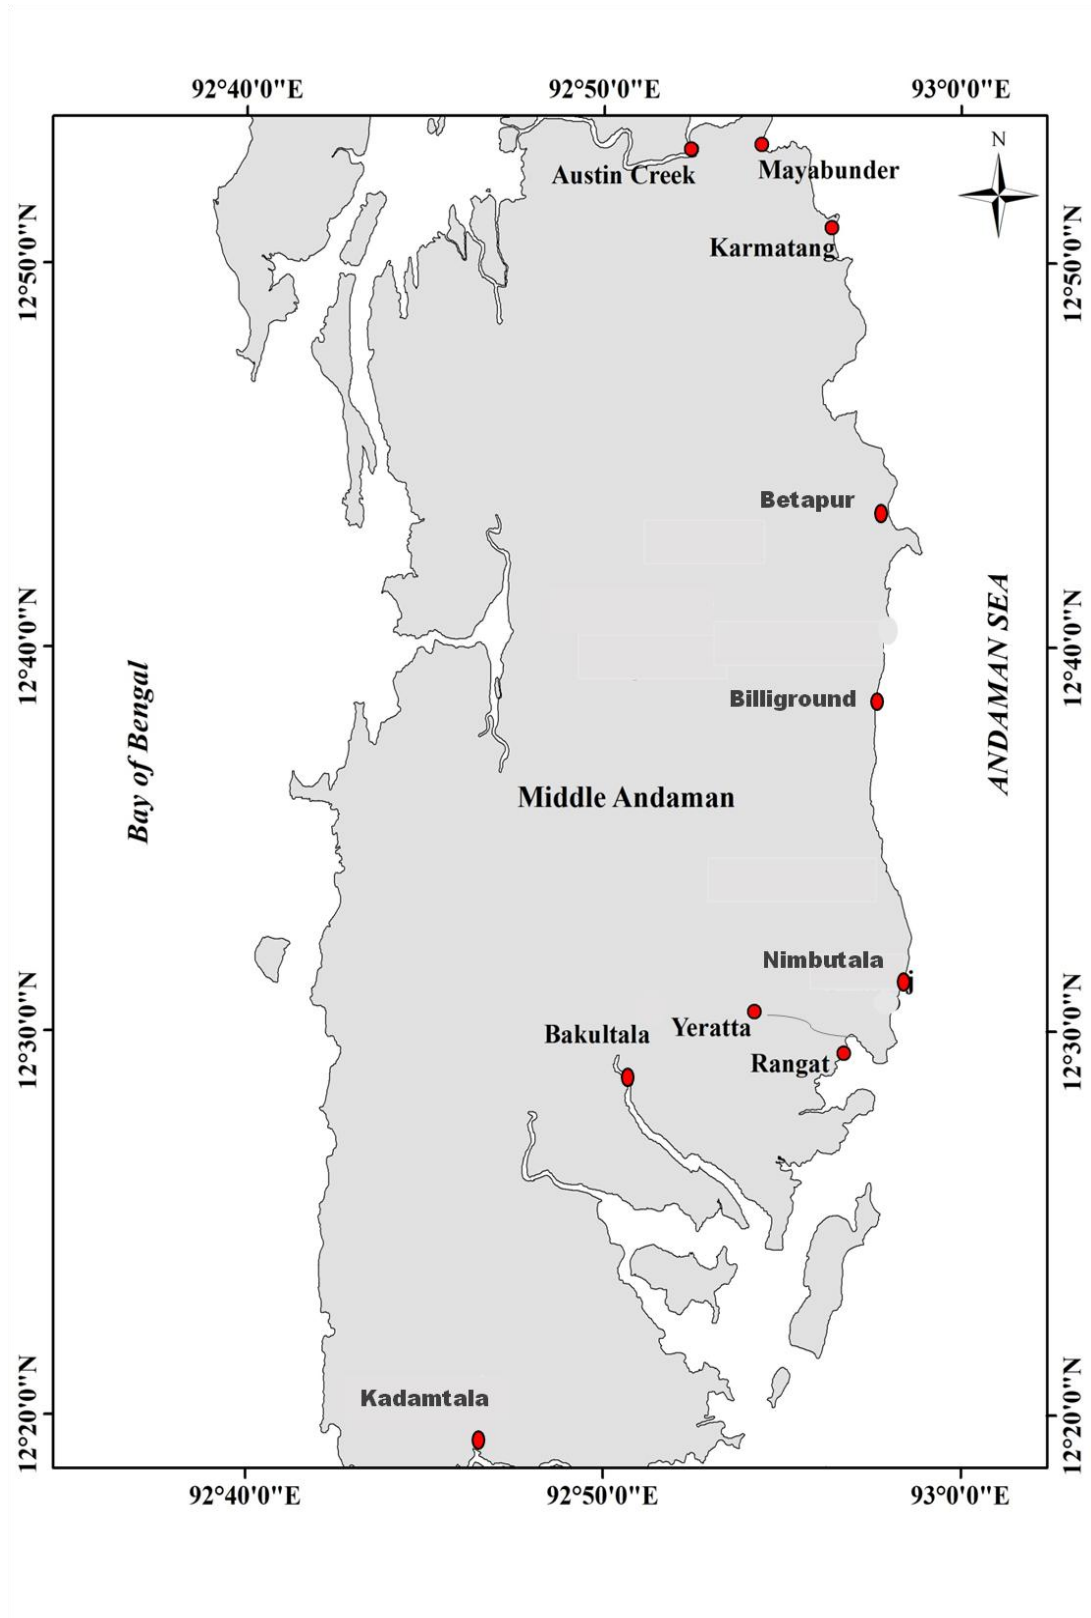 92°40'0"E 92°50'0"E 93°0'0"E
N
Austin Creek
Mayabunder
Karmatang
12°50'0"N
12°50'0"N
Betapur
12°40'0"N
12°40'0"N
ANDAMAN SEA
Bay of Bengal
Billiground
Middle Andaman
Nimbutala
j
Yeratta
Bakultala
Rangat
12°30'0"N
12°30'0"N
Kadamtala
12°20'0"N
12°20'0"N
92°40'0"E 92°50'0"E 93°0'0"E